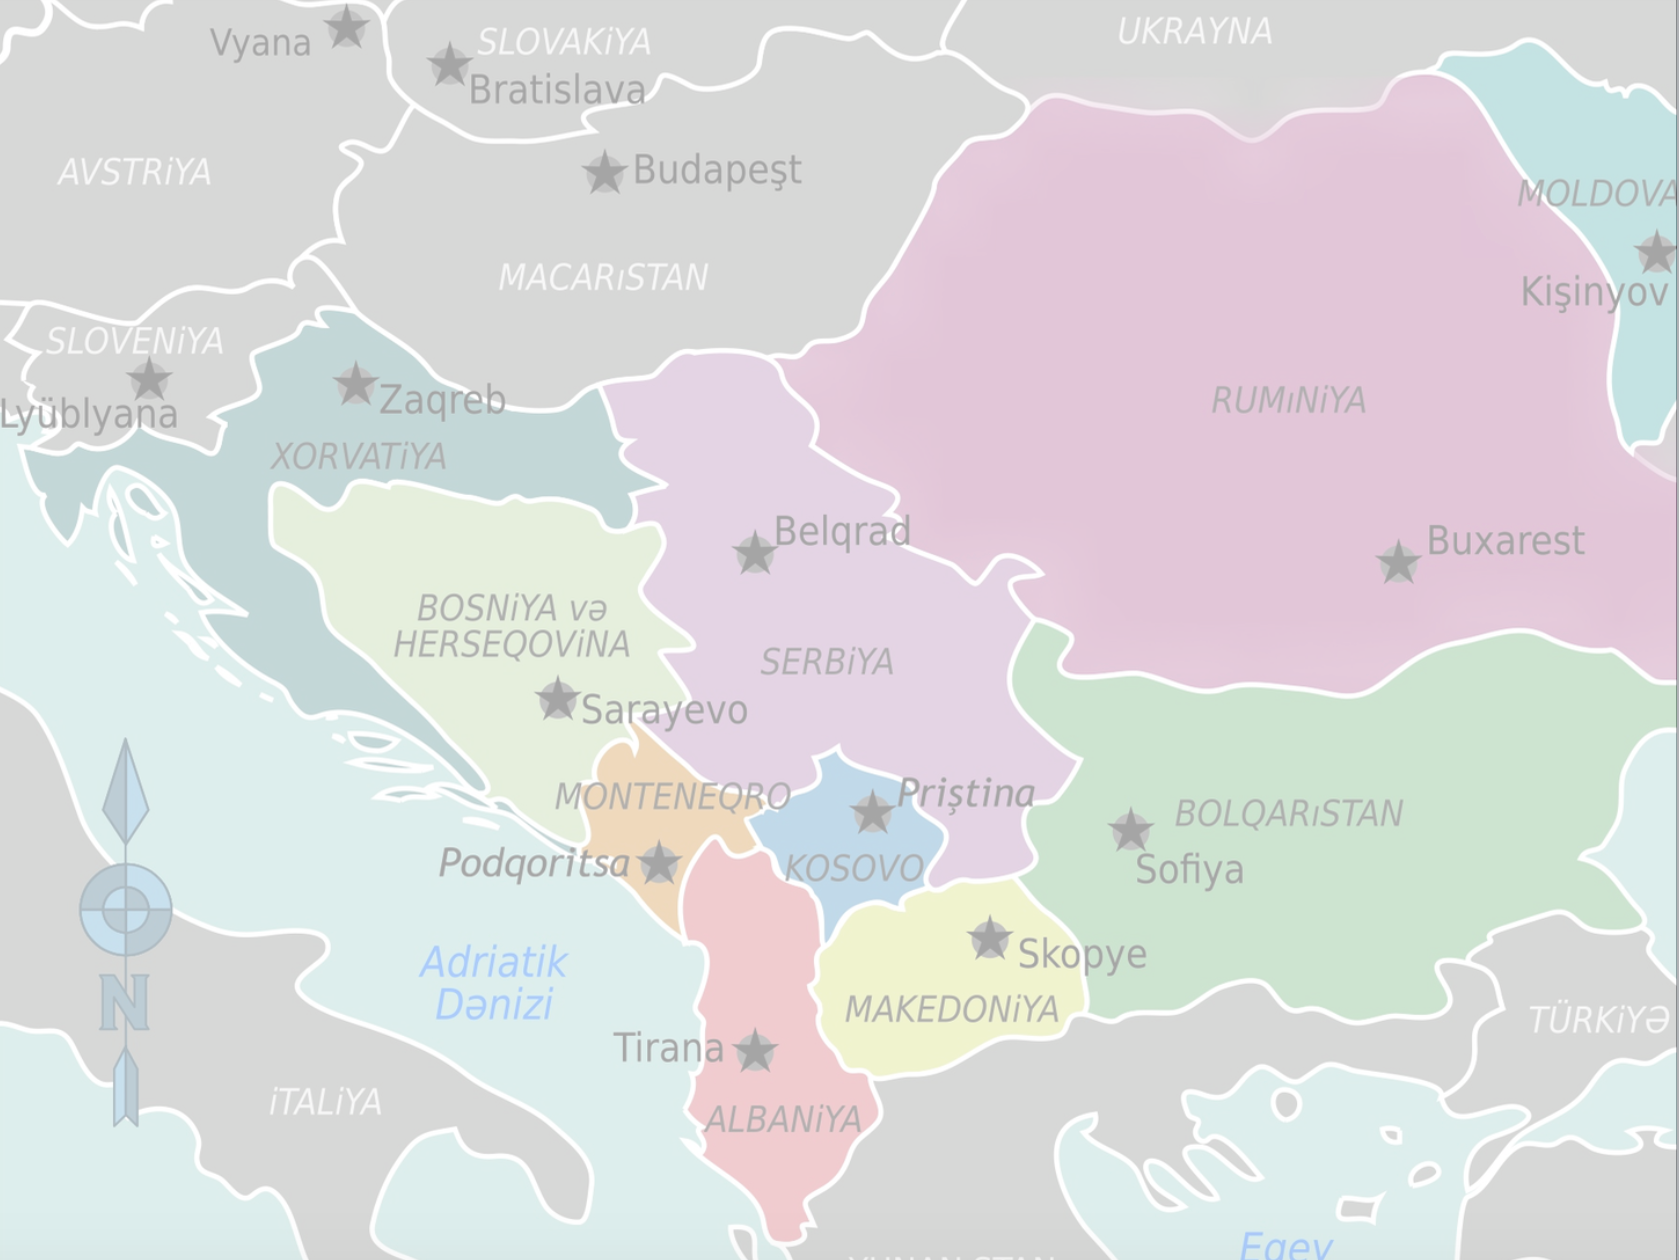 UKRAYNA
Vyana
SLOVAKiYA
Bratislava
AVSTRiYA
Budapeşt
MOLDOVA
MACARıSTAN
Kişinyov
SLOVENiYA
Lyüblyana
Zaqreb
RUMıNiYA
XORVATiYA
Belqrad
Buxarest
BOSNiYA və
HERSEQOViNA
SERBiYA
Sarayevo
MONTENEQRO
Priştina
BOLQARıSTAN
Podqoritsa
KOSOVO
Sofiya
Adriatik
Dənizi
Skopye
N
MAKEDONiYA
TÜRKiYƏ
Tirana
iTALiYA
ALBANiYA
Egey